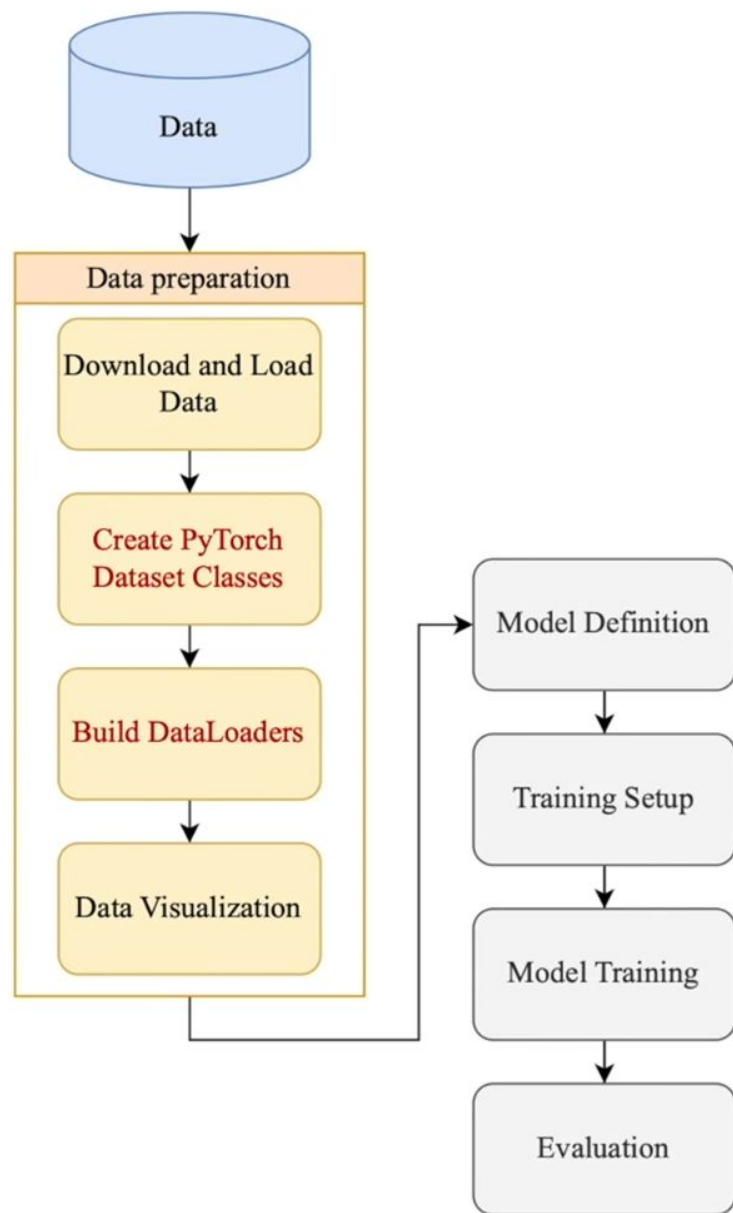 Data
Data preparation
Download and Load
Data
Create PyTorch
Dataset Classes
Build DataLoaders
Data Visualization
Model Definition
Training Setup
Model Training
Evaluation